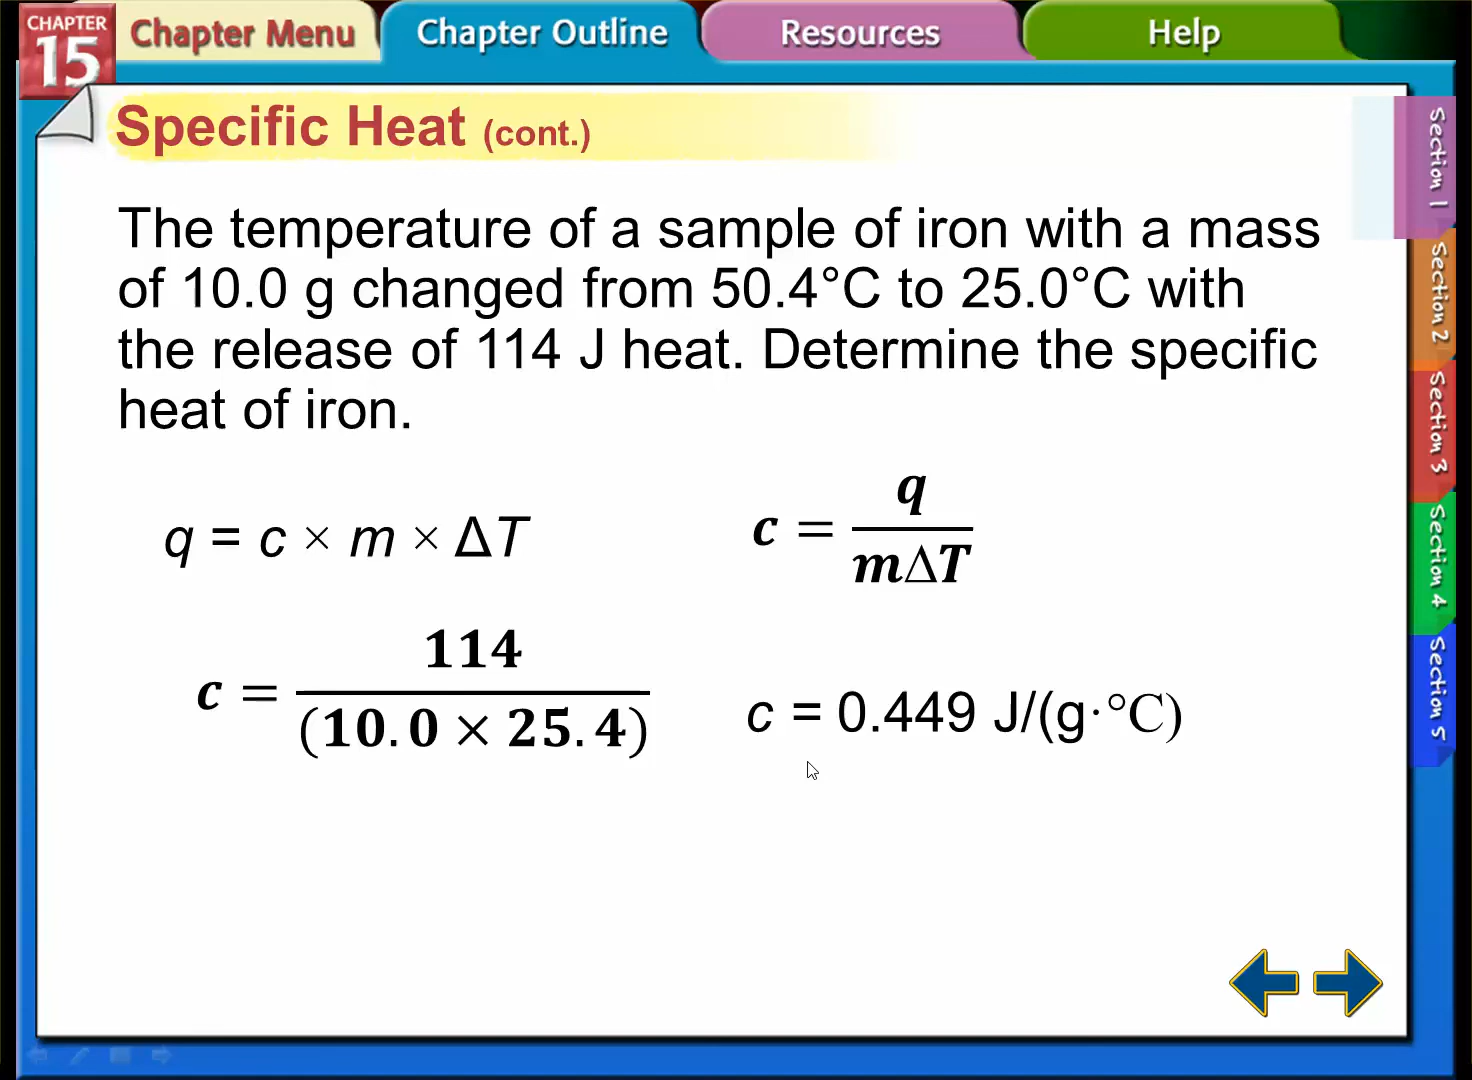 CHAPTER
15
Chapter Menu
Chapter Outline
Resources
Help
Specific Heat (cont.)
The temperature of a sample of iron with a mass
of 10.0 g changed from 50.4°C to 25.0°C with
the release of 114 J heat. Determine the specific
heat of iron.
q = c × m × ΔT
c = q / mΔT
c = 114 / (10.0 × 25.4)
c = 0.449 J/(g·°C)
Section 1
Section 2
Section 3
Section 4
Section 5